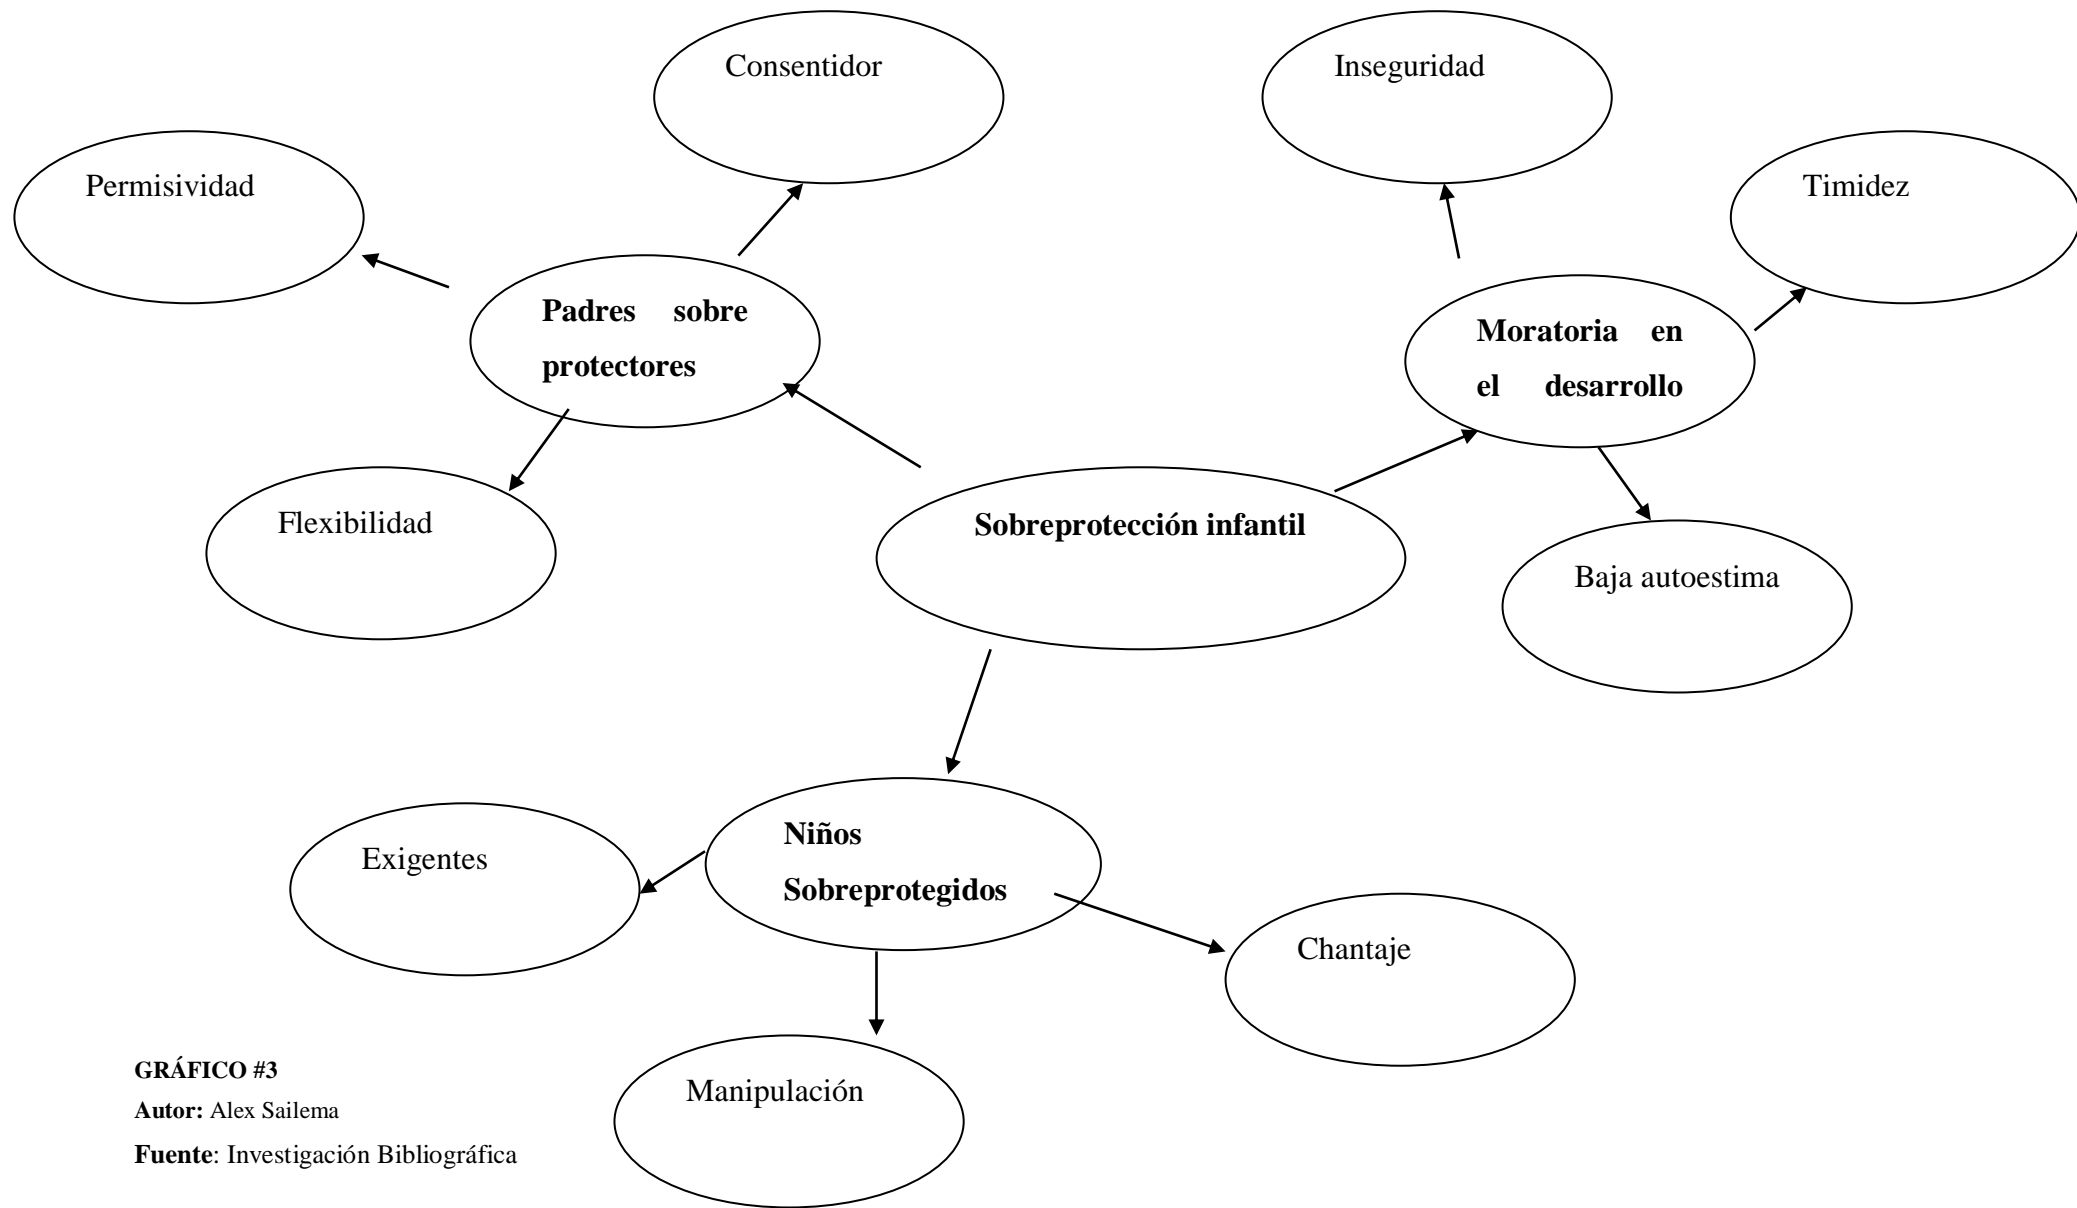 Consentidor
Inseguridad
Permisividad
Timidez
Padres sobre
protectores
Moratoria en
el desarrollo
Flexibilidad
Sobreprotección infantil
Baja autoestima
Niños
Sobreprotegidos
Exigentes
Chantaje
Manipulación
GRÁFICO #3
Autor: Alex Sailema
Fuente: Investigación Bibliográfica